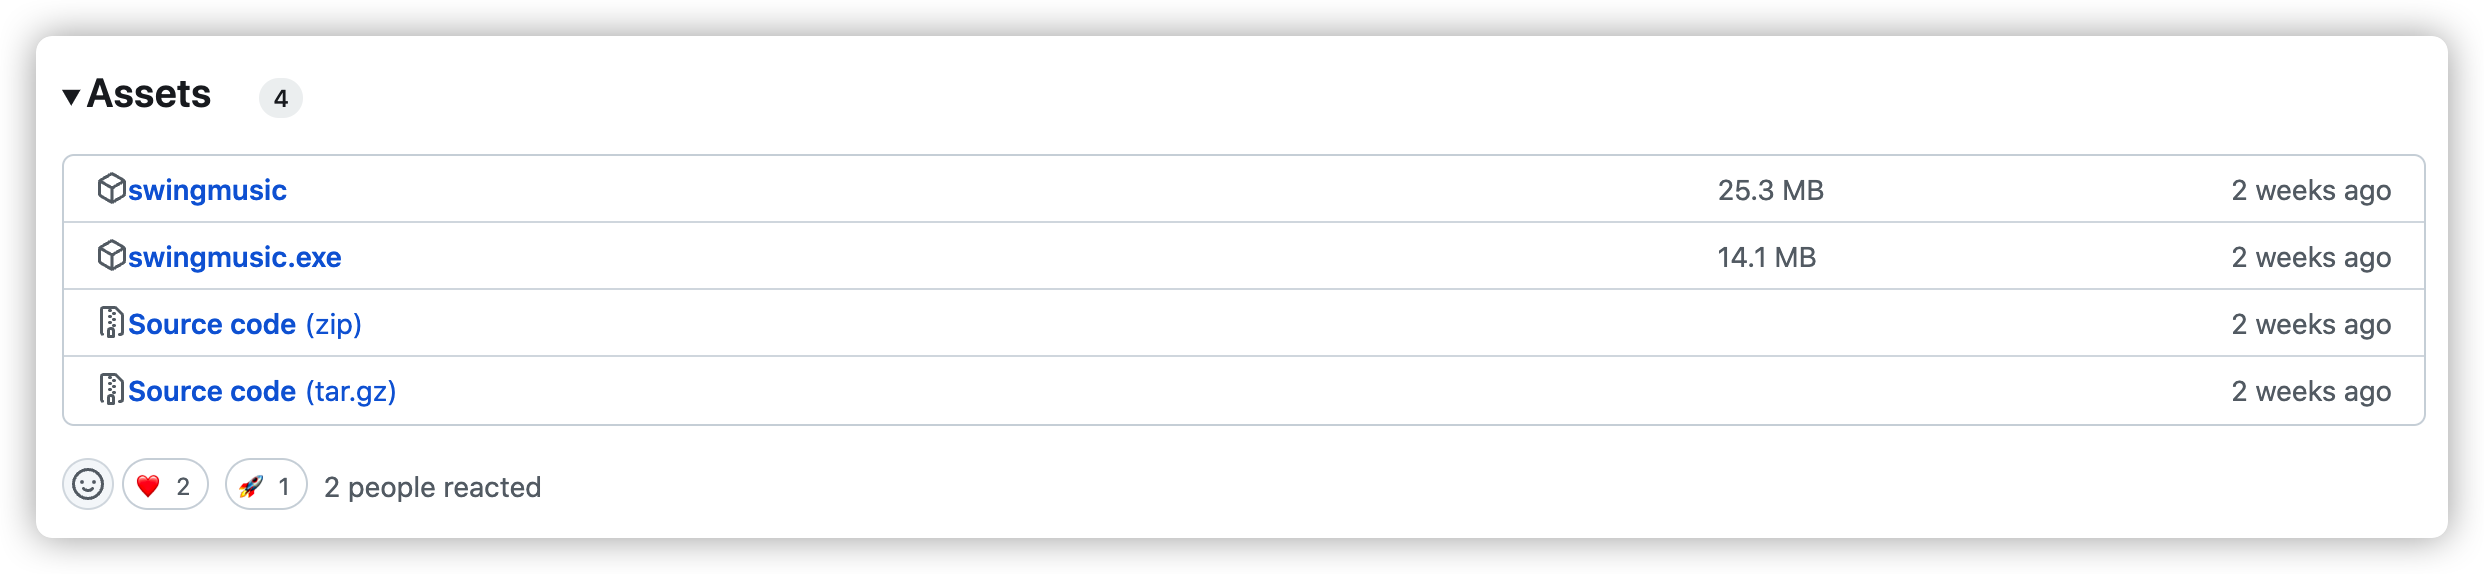 Assets 4
swingmusic 25.3 MB 2 weeks ago
swingmusic.exe 14.1 MB 2 weeks ago
Source code (zip) 2 weeks ago
Source code (tar.gz) 2 weeks ago
❤️ 2 🚀 1 2 people reacted